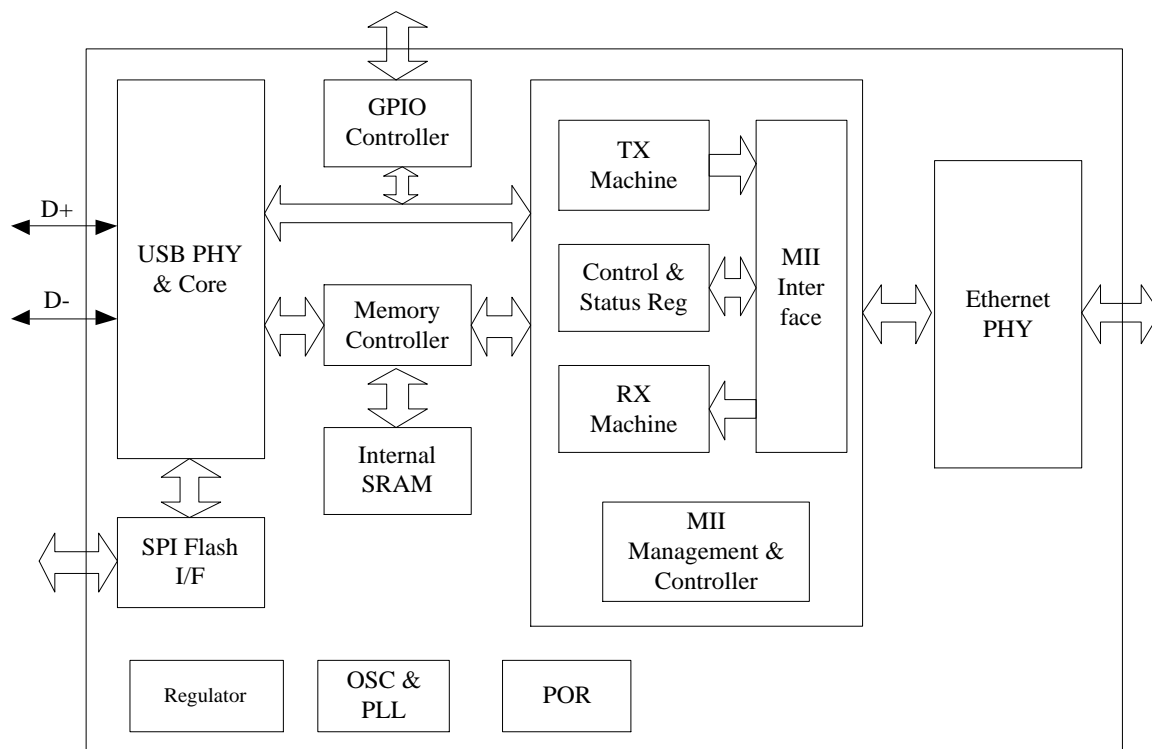 GPIO
Controller
TX
Machine
D+
USB PHY
& Core
D-
Control &
Status Reg
MII
Inter
face
Ethernet
PHY
Memory
Controller
RX
Machine
Internal
SRAM
SPI Flash
I/F
MII
Management &
Controller
Regulator
OSC &
PLL
POR